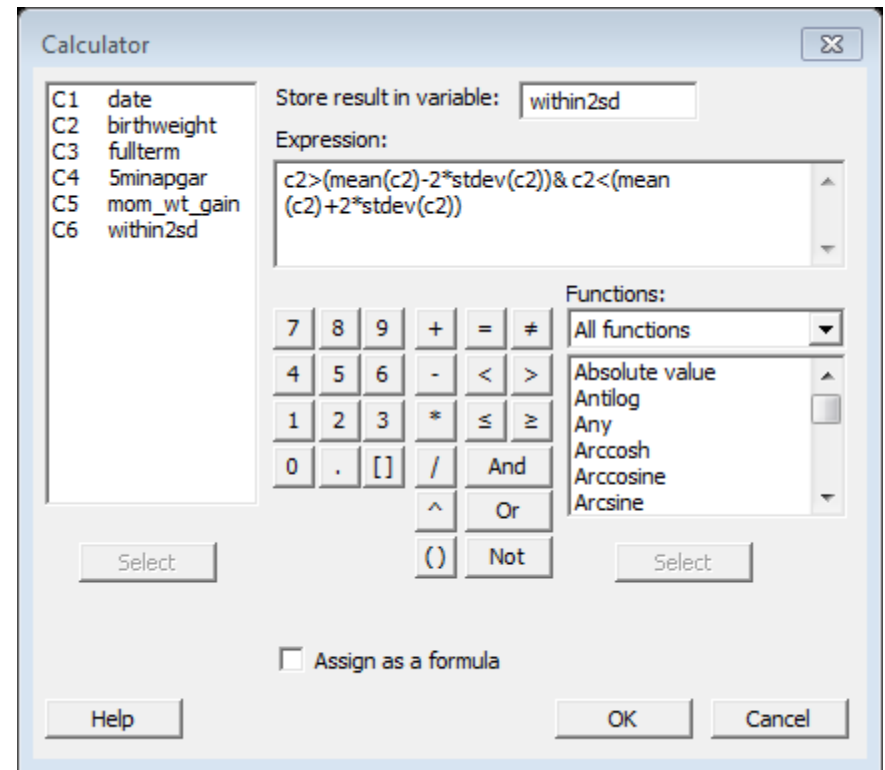 Calculator
C1 date
C2 birthweight
C3 fullterm
C4 5minapgar
C5 mom_wt_gain
C6 within2sd
Select
Store result in variable: within2sd
Expression:
c2>(mean(c2)-2*stdev(c2))& c2<(mean
(c2)+2*stdev(c2))
7 8 9 + = ≠
4 5 6 - < >
1 2 3 * ≤ ≥
0 . [] / And
^ Or
() Not
Functions:
All functions
Absolute value
Antilog
Any
Arccosh
Arccosine
Arcsine
Select
Assign as a formula
Help
OK
Cancel